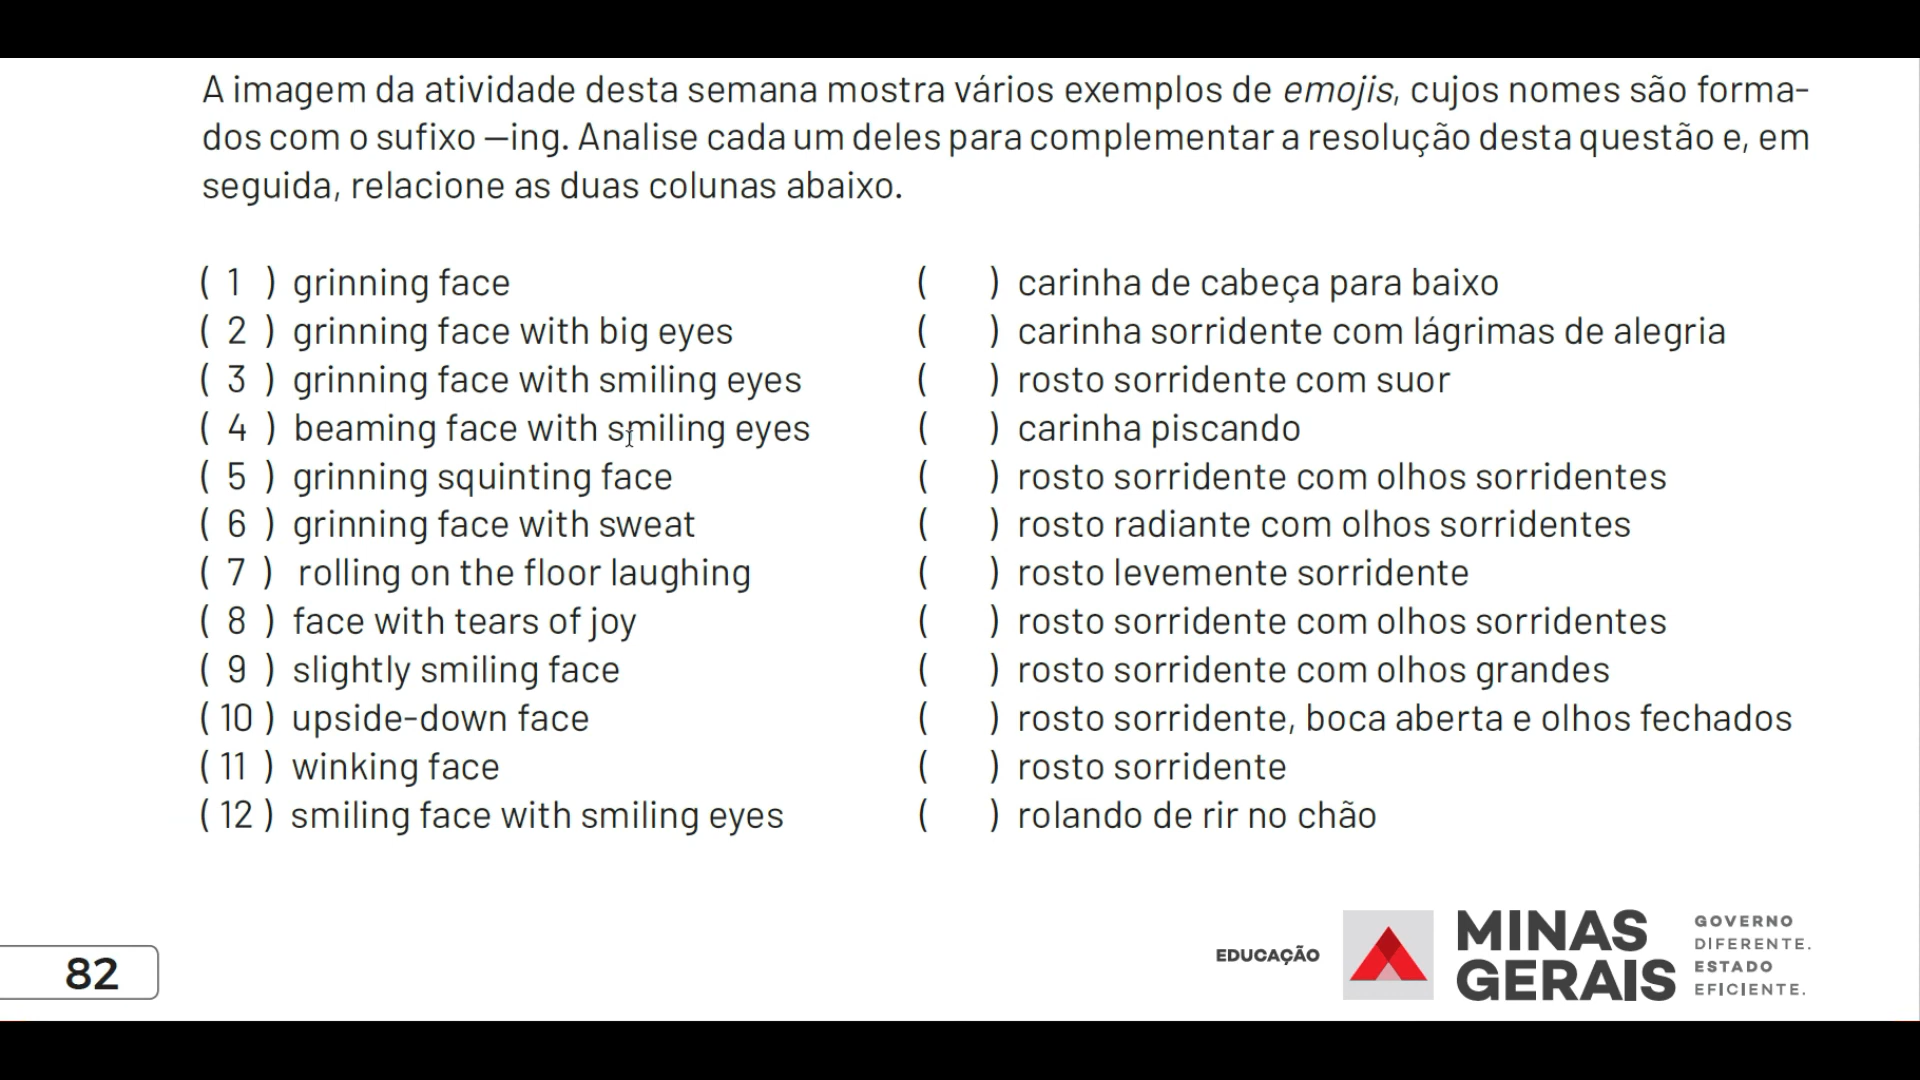 A imagem da atividade desta semana mostra vários exemplos de emojis, cujos nomes são forma-
dos com o sufixo —ing. Analise cada um deles para complementar a resolução desta questão e, em
seguida, relacione as duas colunas abaixo.
( 1 ) grinning face ( ) carinha de cabeça para baixo
( 2 ) grinning face with big eyes ( ) carinha sorridente com lágrimas de alegria
( 3 ) grinning face with smiling eyes ( ) rosto sorridente com suor
( 4 ) beaming face with smiling eyes ( ) carinha piscando
( 5 ) grinning squinting face ( ) rosto sorridente com olhos sorridentes
( 6 ) grinning face with sweat ( ) rosto radiante com olhos sorridentes
( 7 ) rolling on the floor laughing ( ) rosto levemente sorridente
( 8 ) face with tears of joy ( ) rosto sorridente com olhos sorridentes
( 9 ) slightly smiling face ( ) rosto sorridente com olhos grandes
( 10 ) upside-down face ( ) rosto sorridente, boca aberta e olhos fechados
( 11 ) winking face ( ) rosto sorridente
( 12 ) smiling face with smiling eyes ( ) rolando de rir no chão
82
EDUCAÇÃO
MINAS
GERAIS
GOVERNO
DIFERENTE.
ESTADO
EFICIENTE.